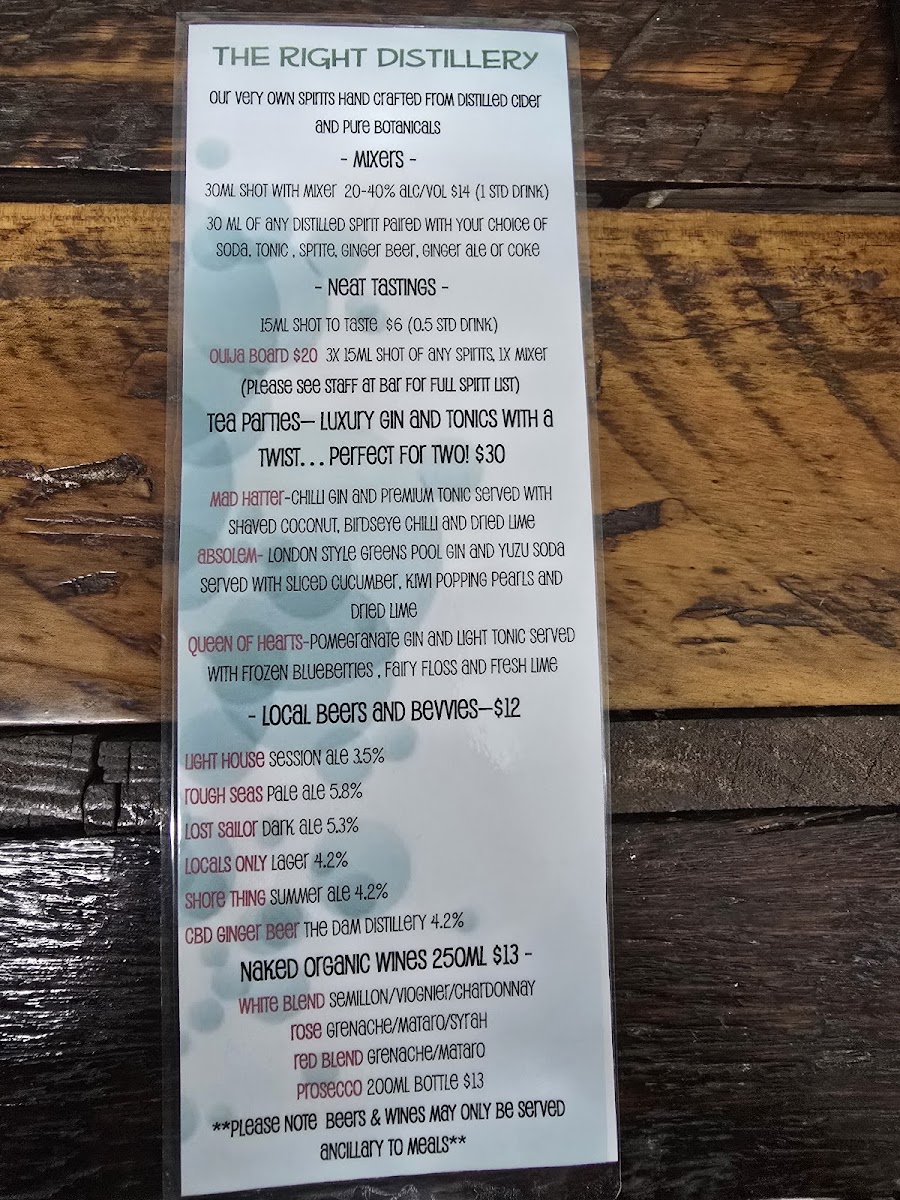 THE RIGHT DISTILLERY
OUR VERY OWN SPIRITS HAND CRAFTED FROM DISTILLED CIDER
AND PURE BOTANICALS
- MIXERS -
30ML SHOT WITH MIXER 20-40% ALC/VOL $14 (1 STD DRINK)
30 ML OF ANY DISTILLED SPIRIT PAIRED WITH YOUR CHOICE OF
SODA, TONIC , SPRITE, GINGER BEER, GINGER ALE OR COKE
- NEAT TASTINGS -
15ML SHOT TO TASTE $6 (0.5 STD DRINK)
OUIJA BOARD $20 3X 15ML SHOT OF ANY SPIRITS, 1X MIXER
(PLEASE SEE STAFF AT BAR FOR FULL SPIRIT LIST)
TEA PARTIES— LUXURY GIN AND TONICS WITH A
TWIST... PERFECT FOR TWO! $30
MAD HATTER-CHILLI GIN AND PREMIUM TONIC SERVED WITH
SHAVED COCONUT, BIRDSEYE CHILLI AND DRIED LIME
ABSOLEM- LONDON STYLE GREENS POOL GIN AND YUZU SODA
SERVED WITH SLICED CUCUMBER, KIWI POPPING PEARLS AND
DRIED LIME
QUEEN OF HEARTS-POMEGRANATE GIN AND LIGHT TONIC SERVED
WITH FROZEN BLUEBERRIES , FAIRY FLOSS AND FRESH LIME
- LOCAL BEERS AND BEVVIES—$12
LIGHT HOUSE SESSION ALE 3.5%
ROUGH SEAS PALE ALE 5.8%
LOST SAILOR DARK ALE 5.3%
LOCALS ONLY LAGER 4.2%
SHORE THING SUMMER ALE 4.2%
CBD GINGER BEER THE DAM DISTILLERY 4.2%
NAKED ORGANIC WINES 250ML $13 -
WHITE BLEND SEMILLON/VIOGNIER/CHARDONNAY
ROSE GRENACHE/MATARO/SYRAH
RED BLEND GRENACHE/MATARO
PROSECCO 200ML BOTTLE $13
**PLEASE NOTE BEERS & WINES MAY ONLY BE SERVED
ANCILLARY TO MEALS**